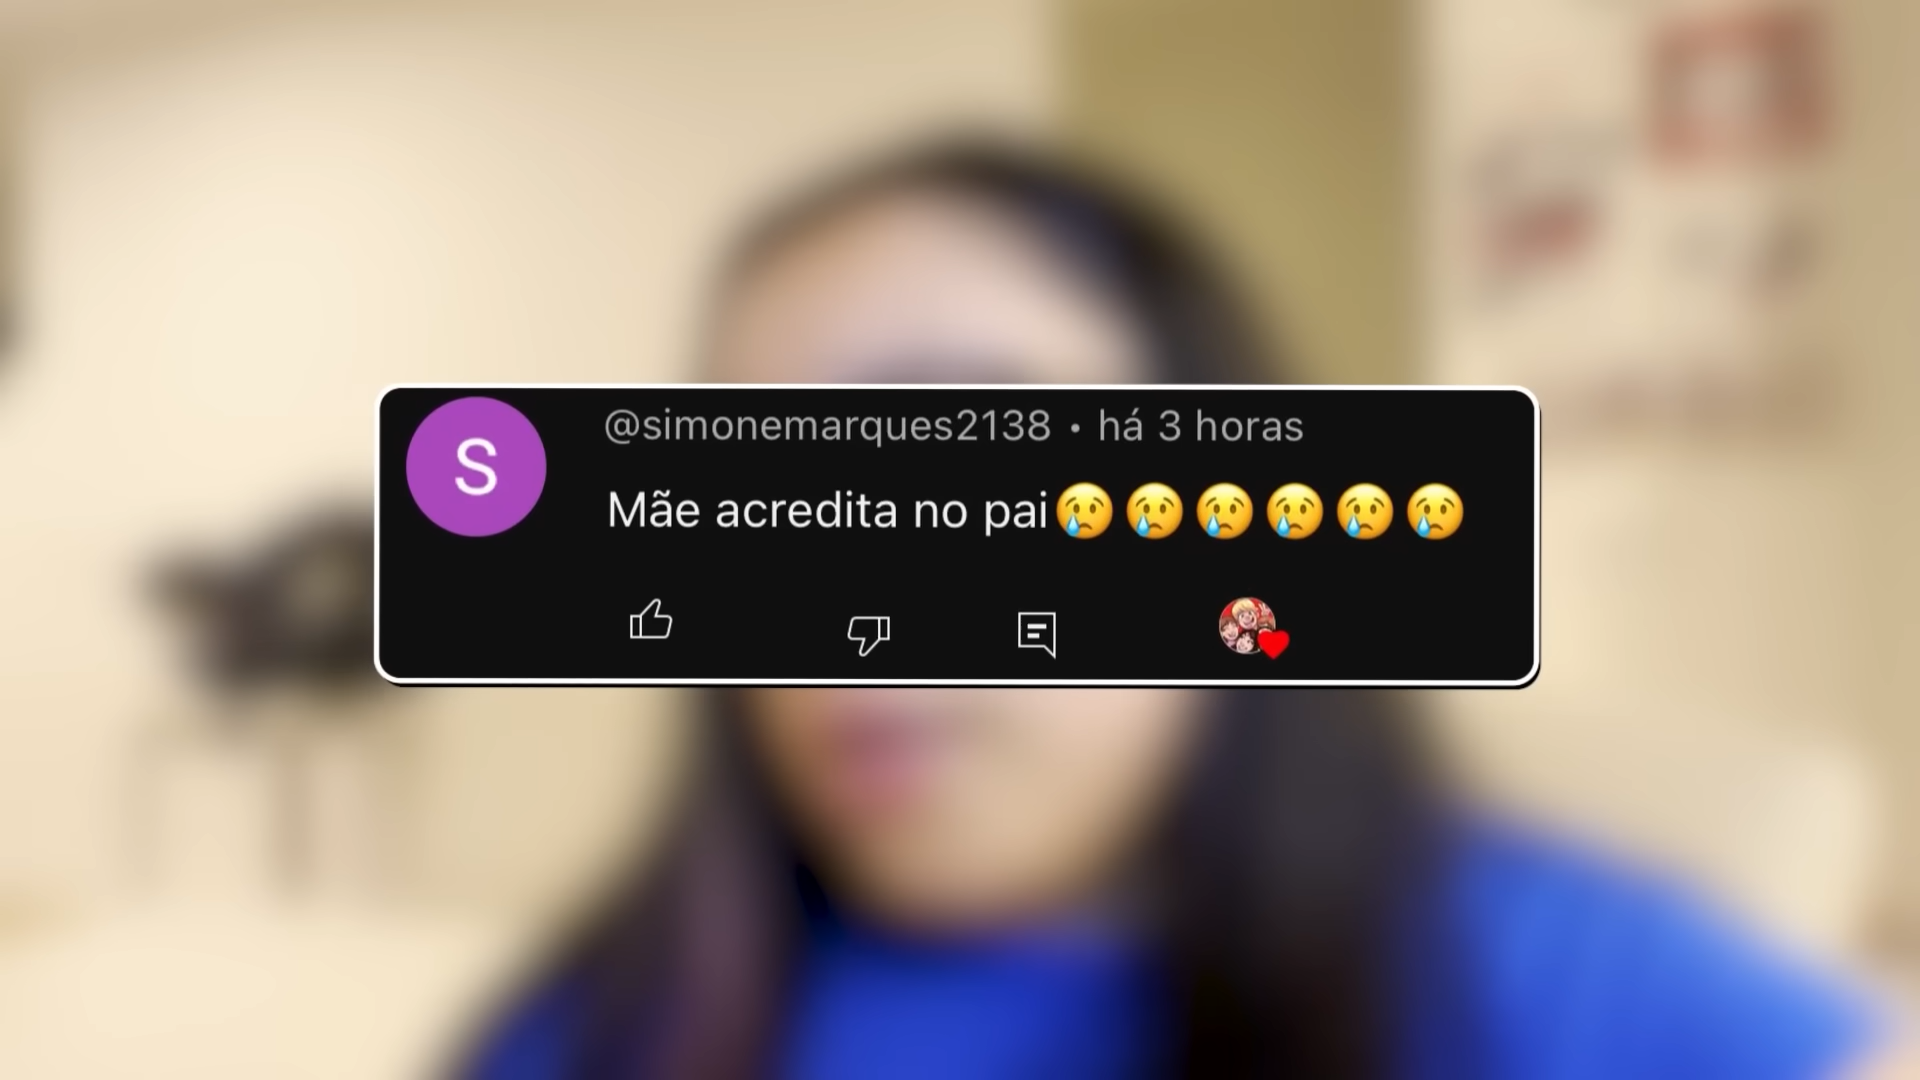 S
@simonemarques2138 • há 3 horas
Mãe acredita no pai😢😢😢😢😢😢